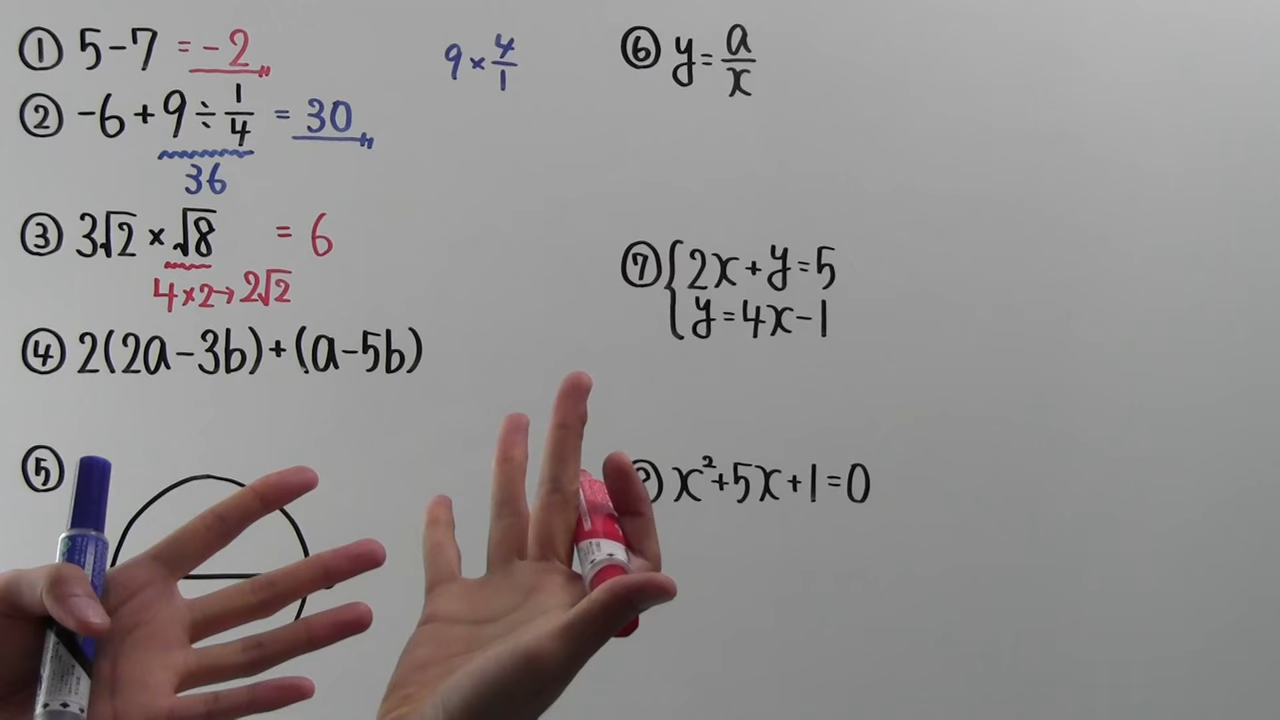 ① 5-7 = -2
9 × 4/1
② -6+9÷1/4 = 30
36
③ 3√2 × √8 = 6
4×2→2√2
④ 2(2a-3b)+(a-5b)
⑤
⑥ y=a/x
⑦ { 2x+y=5
y=4x-1
x²+5x+1=0